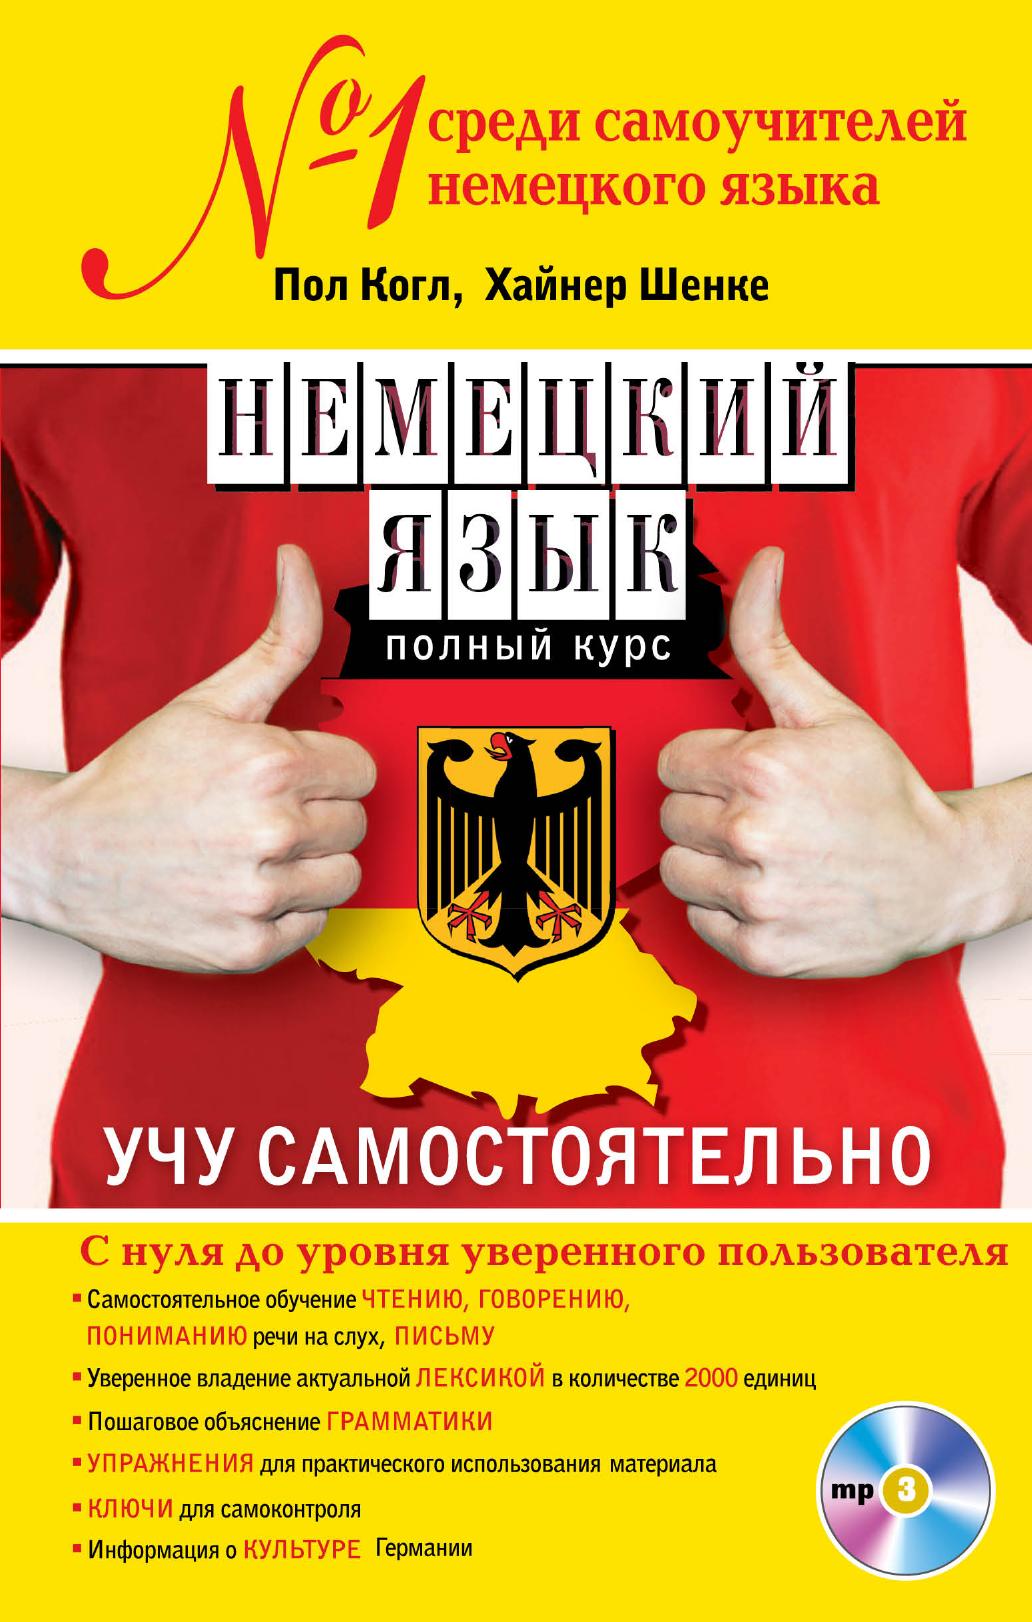 №1 среди самоучителей
немецкого языка
Пол Когл, Хайнер Шенке
НЕМЕЦКИЙ
ЯЗЫК
ПОЛНЫЙ КУРС
УЧУ САМОСТОЯТЕЛЬНО
С нуля до уровня уверенного пользователя
▪ Самостоятельное обучение ЧТЕНИЮ, ГОВОРЕНИЮ,
ПОНИМАНИЮ речи на слух, ПИСЬМУ
▪ Уверенное владение актуальной ЛЕКСИКОЙ в количестве 2000 единиц
▪ Пошаговое объяснение ГРАММАТИКИ
▪ УПРАЖНЕНИЯ для практического использования материала
▪ КЛЮЧИ для самоконтроля
▪ Информация о КУЛЬТУРЕ Германии
mp 3